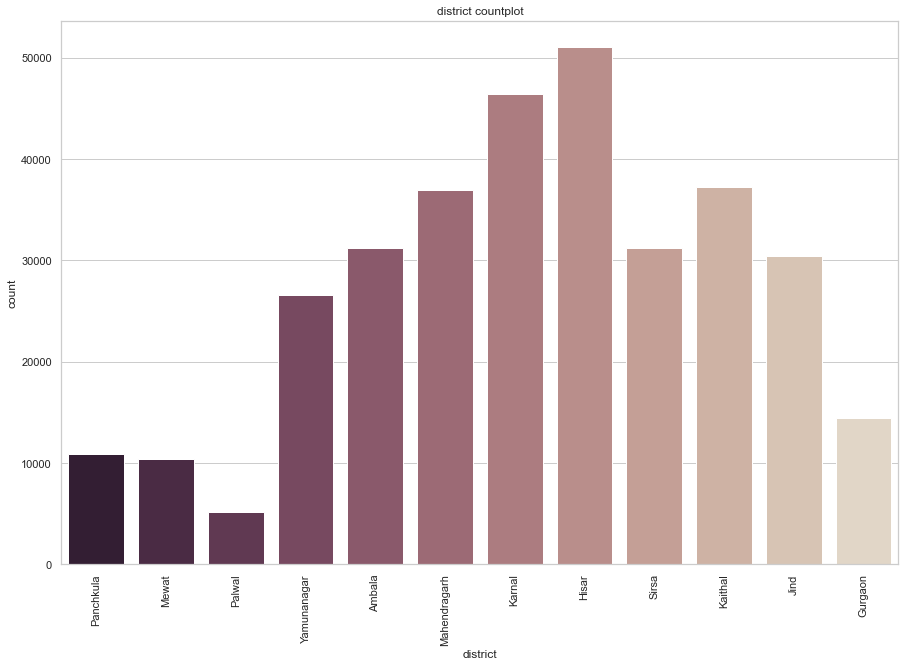 district countplot
50000
40000
30000
20000
10000
0
count
Panchkula
Mewat
Palwal
Yamunanagar
Ambala
Mahendragarh
Karnal
Hisar
Sirsa
Kaithal
Jind
Gurgaon
district